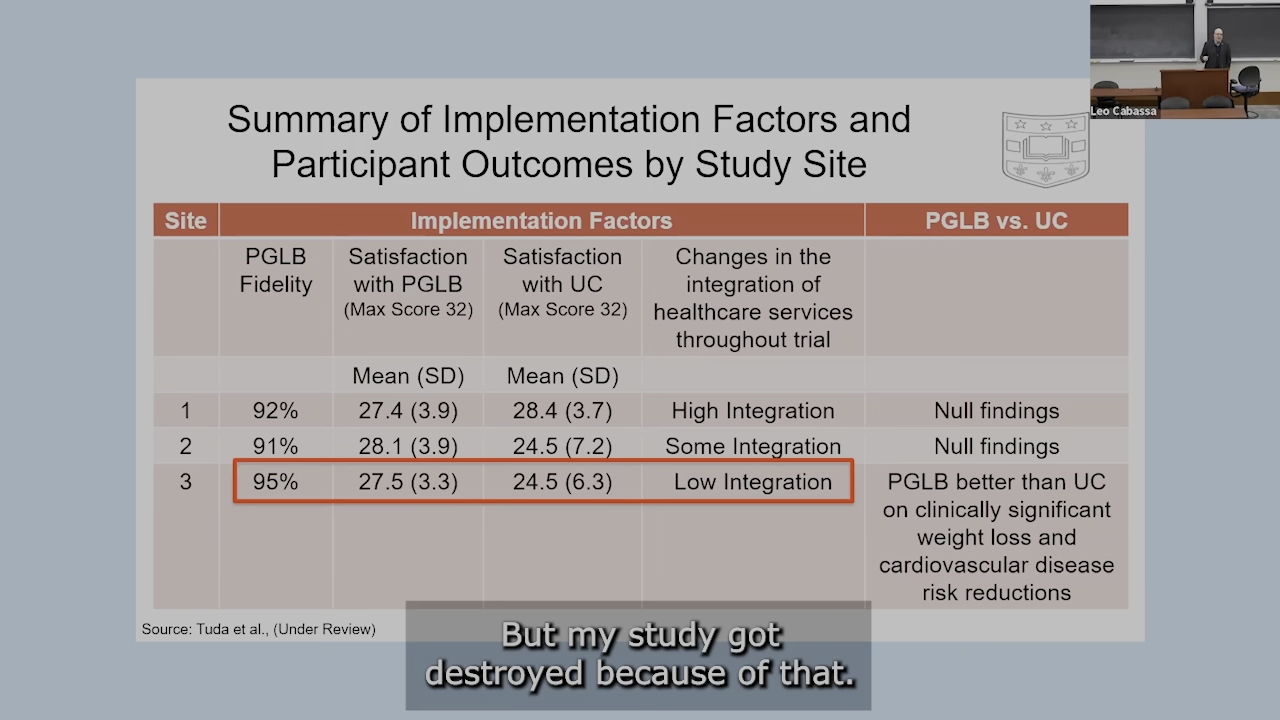 Leo Cabassa
Summary of Implementation Factors and
Participant Outcomes by Study Site
Site
Implementation Factors
PGLB vs. UC
PGLB
Fidelity
Satisfaction
with PGLB
(Max Score 32)
Satisfaction
with UC
(Max Score 32)
Changes in the
integration of
healthcare services
throughout trial
Mean (SD)
Mean (SD)
1
92%
27.4 (3.9)
28.4 (3.7)
High Integration
Null findings
2
91%
28.1 (3.9)
24.5 (7.2)
Some Integration
Null findings
3
95%
27.5 (3.3)
24.5 (6.3)
Low Integration
PGLB better than UC
on clinically significant
weight loss and
cardiovascular disease
risk reductions
Source: Tuda et al., (Under Review)
But my study got
destroyed because of that.